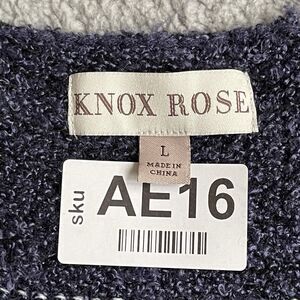 KNOX ROSE
L
MADE IN
CHINA
sku
AE16